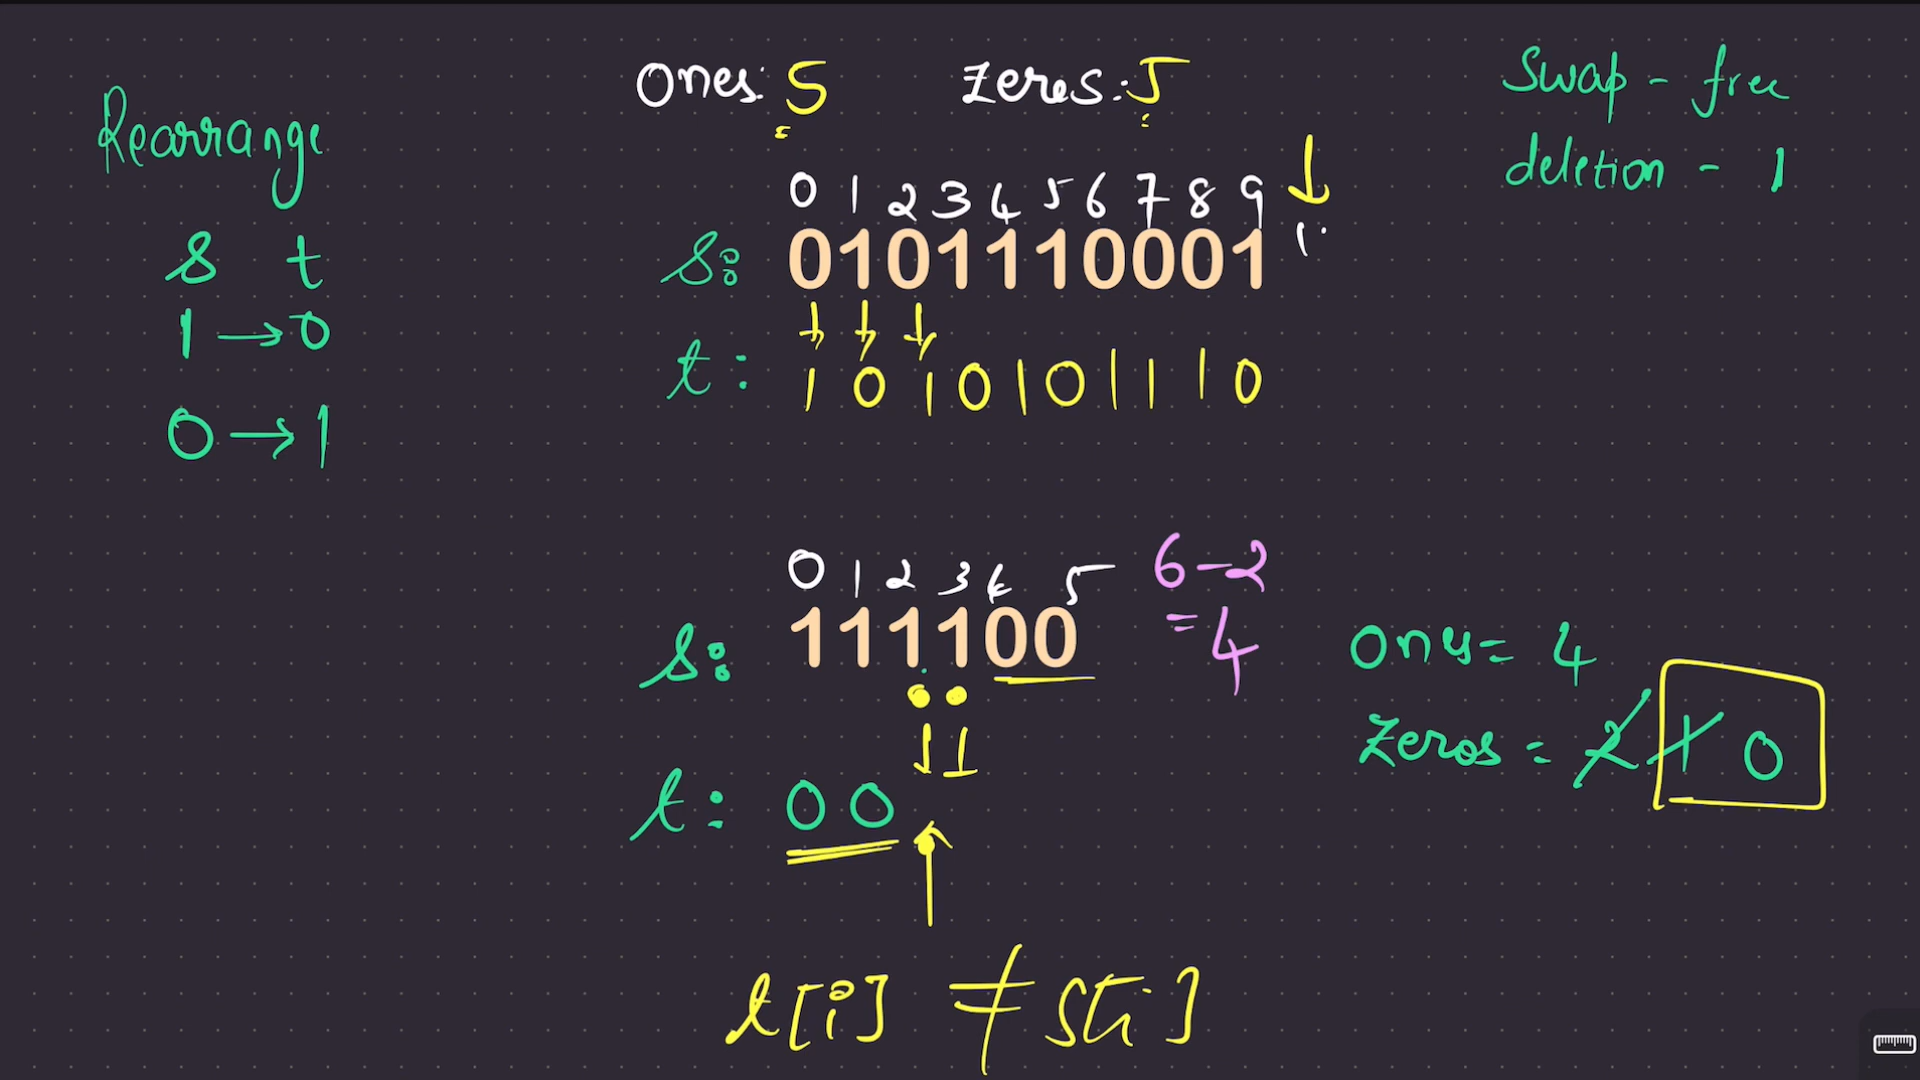 Ones: 5 Zeros: 5
Swap - free
Rearrange
deletion - 1
0 1 2 3 4 5 6 7 8 9
s: 0101110001
s t
1 → 0
t: 1 0 1 0 1 0 1 1 1 0
0 → 1
0 1 2 3 4 5
6 - 2
s: 111100
= 4
Ones = 4
Zeros = 2 1 0
t: 0 0
t[i] ≠ s[i]